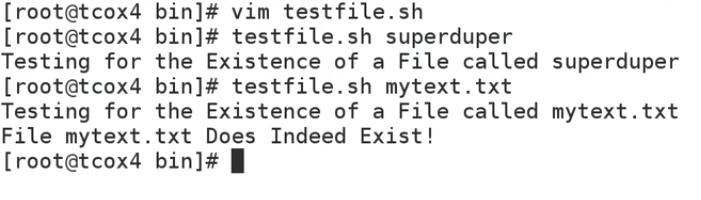 [root@tcox4 bin]# vim testfile.sh
[root@tcox4 bin]# testfile.sh superduper
Testing for the Existence of a File called superduper
[root@tcox4 bin]# testfile.sh mytext.txt
Testing for the Existence of a File called mytext.txt
File mytext.txt Does Indeed Exist!
[root@tcox4 bin]#